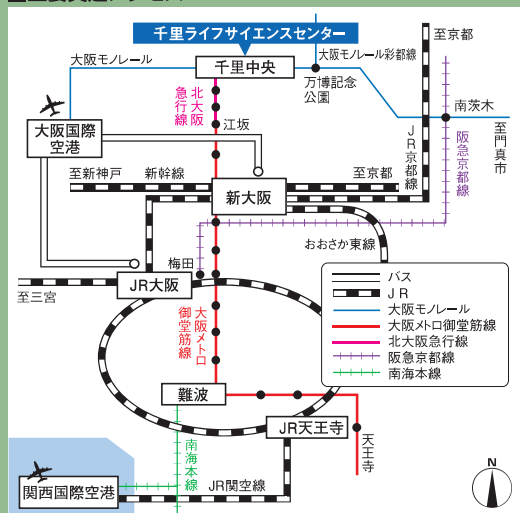 千里ライフサイエンスセンター
至京都
大阪モノレール
大阪モノレール彩都線
千里中央
万博記念
公園
北大阪
急行線
南茨木
大阪国際
空港
江坂
JR京都線
阪急京都線
至門真市
至新神戸
新幹線
至京都
新大阪
おおさか東線
梅田
JR大阪
至三宮
バス
JR
大阪モノレール
大阪メトロ御堂筋線
北大阪急行線
阪急京都線
南海本線
大阪メトロ
御堂筋線
難波
JR天王寺
天王寺
南海本線
関西国際空港
JR関空線
N